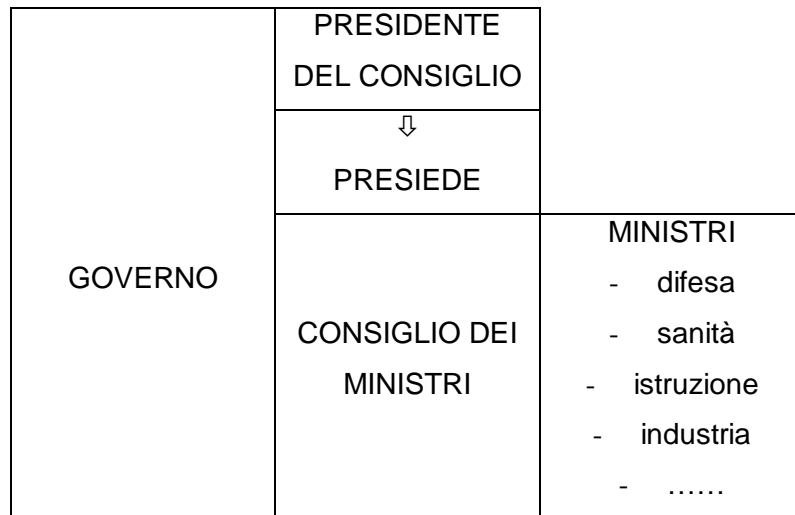 PRESIDENTE
DEL CONSIGLIO
⇩
PRESIEDE
GOVERNO
CONSIGLIO DEI
MINISTRI
MINISTRI
- difesa
- sanità
- istruzione
- industria
- ……